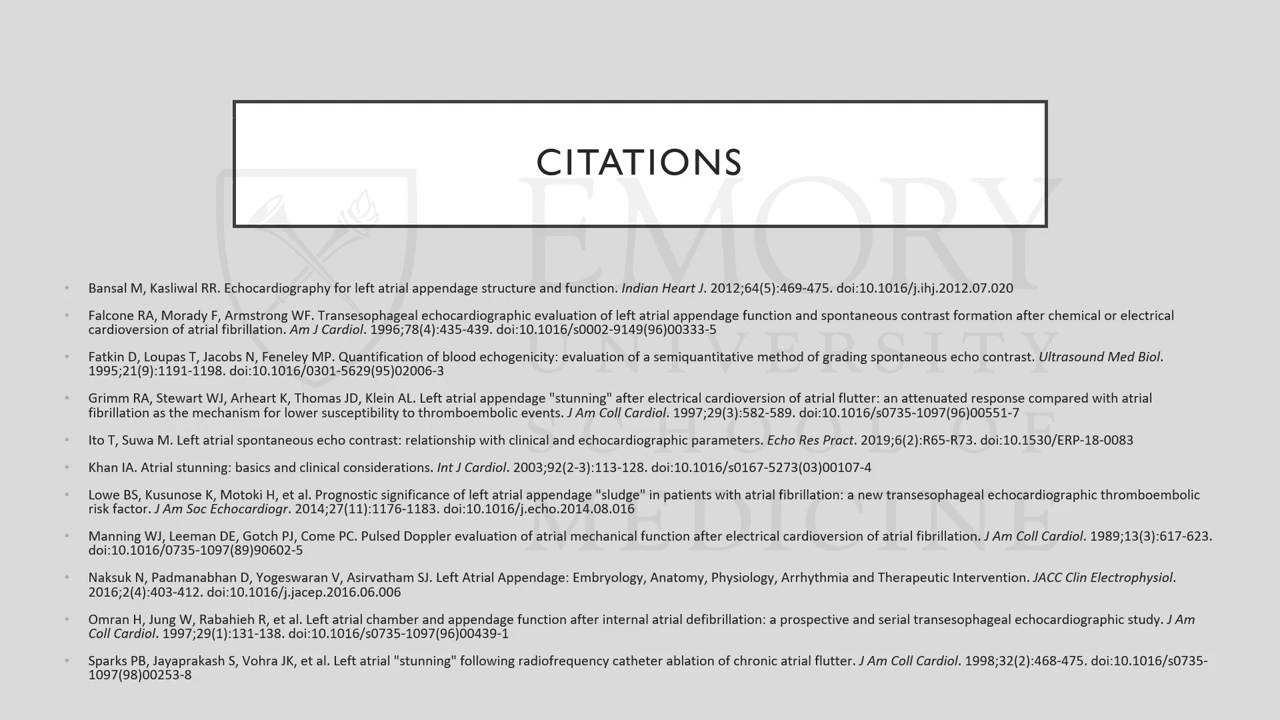 CITATIONS
EMORY
UNIVERSITY
SCHOOL OF
MEDICINE
Bansal M, Kasliwal RR. Echocardiography for left atrial appendage structure and function. Indian Heart J. 2012;64(5):469-475. doi:10.1016/j.ihj.2012.07.020
Falcone RA, Morady F, Armstrong WF. Transesophageal echocardiographic evaluation of left atrial appendage function and spontaneous contrast formation after chemical or electrical
cardioversion of atrial fibrillation. Am J Cardiol. 1996;78(4):435-439. doi:10.1016/s0002-9149(96)00333-5
Fatkin D, Loupas T, Jacobs N, Feneley MP. Quantification of blood echogenicity: evaluation of a semiquantitative method of grading spontaneous echo contrast. Ultrasound Med Biol.
1995;21(9):1191-1198. doi:10.1016/0301-5629(95)02006-3
Grimm RA, Stewart WJ, Arheart K, Thomas JD, Klein AL. Left atrial appendage "stunning" after electrical cardioversion of atrial flutter: an attenuated response compared with atrial
fibrillation as the mechanism for lower susceptibility to thromboembolic events. J Am Coll Cardiol. 1997;29(3):582-589. doi:10.1016/s0735-1097(96)00551-7
Ito T, Suwa M. Left atrial spontaneous echo contrast: relationship with clinical and echocardiographic parameters. Echo Res Pract. 2019;6(2):R65-R73. doi:10.1530/ERP-18-0083
Khan IA. Atrial stunning: basics and clinical considerations. Int J Cardiol. 2003;92(2-3):113-128. doi:10.1016/s0167-5273(03)00107-4
Lowe BS, Kusunose K, Motoki H, et al. Prognostic significance of left atrial appendage "sludge" in patients with atrial fibrillation: a new transesophageal echocardiographic thromboembolic
risk factor. J Am Soc Echocardiogr. 2014;27(11):1176-1183. doi:10.1016/j.echo.2014.08.016
Manning WJ, Leeman DE, Gotch PJ, Come PC. Pulsed Doppler evaluation of atrial mechanical function after electrical cardioversion of atrial fibrillation. J Am Coll Cardiol. 1989;13(3):617-623.
doi:10.1016/0735-1097(89)90602-5
Naksuk N, Padmanabhan D, Yogeswaran V, Asirvatham SJ. Left Atrial Appendage: Embryology, Anatomy, Physiology, Arrhythmia and Therapeutic Intervention. JACC Clin Electrophysiol.
2016;2(4):403-412. doi:10.1016/j.jacep.2016.06.006
Omran H, Jung W, Rabahieh R, et al. Left atrial chamber and appendage function after internal atrial defibrillation: a prospective and serial transesophageal echocardiographic study. J Am
Coll Cardiol. 1997;29(1):131-138. doi:10.1016/s0735-1097(96)00439-1
Sparks PB, Jayaprakash S, Vohra JK, et al. Left atrial "stunning" following radiofrequency catheter ablation of chronic atrial flutter. J Am Coll Cardiol. 1998;32(2):468-475. doi:10.1016/s0735-
1097(98)00253-8